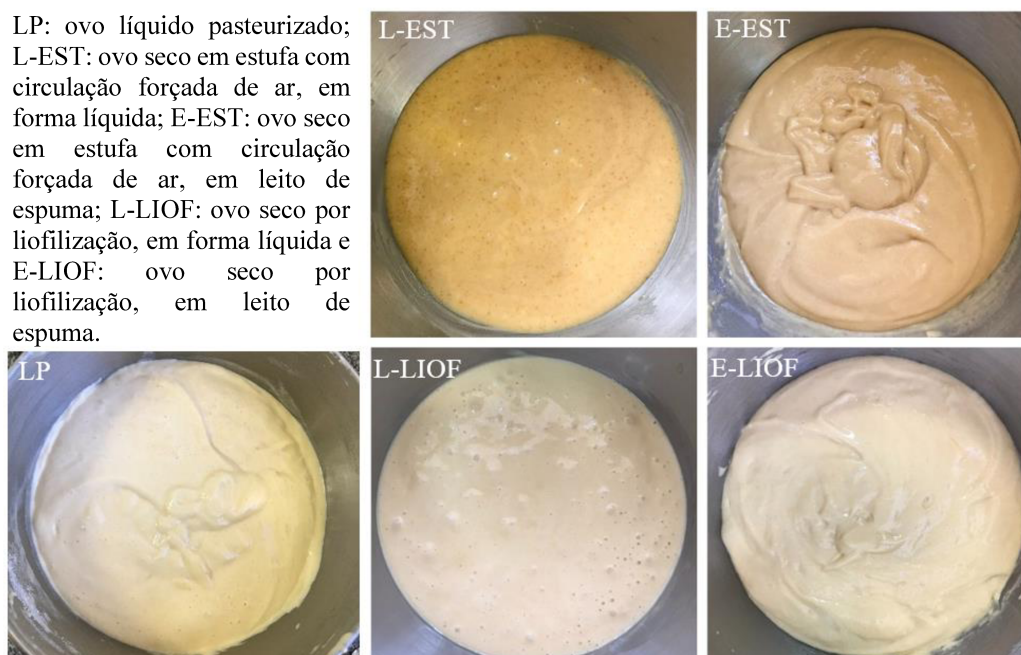 LP: ovo líquido pasteurizado;
L-EST: ovo seco em estufa com
circulação forçada de ar, em
forma líquida; E-EST: ovo seco
em estufa com circulação
forçada de ar, em leito de
espuma; L-LIOF: ovo seco por
liofilização, em forma líquida e
E-LIOF: ovo seco por
liofilização, em leito de
espuma.
L-EST
E-EST
LP
L-LIOF
E-LIOF